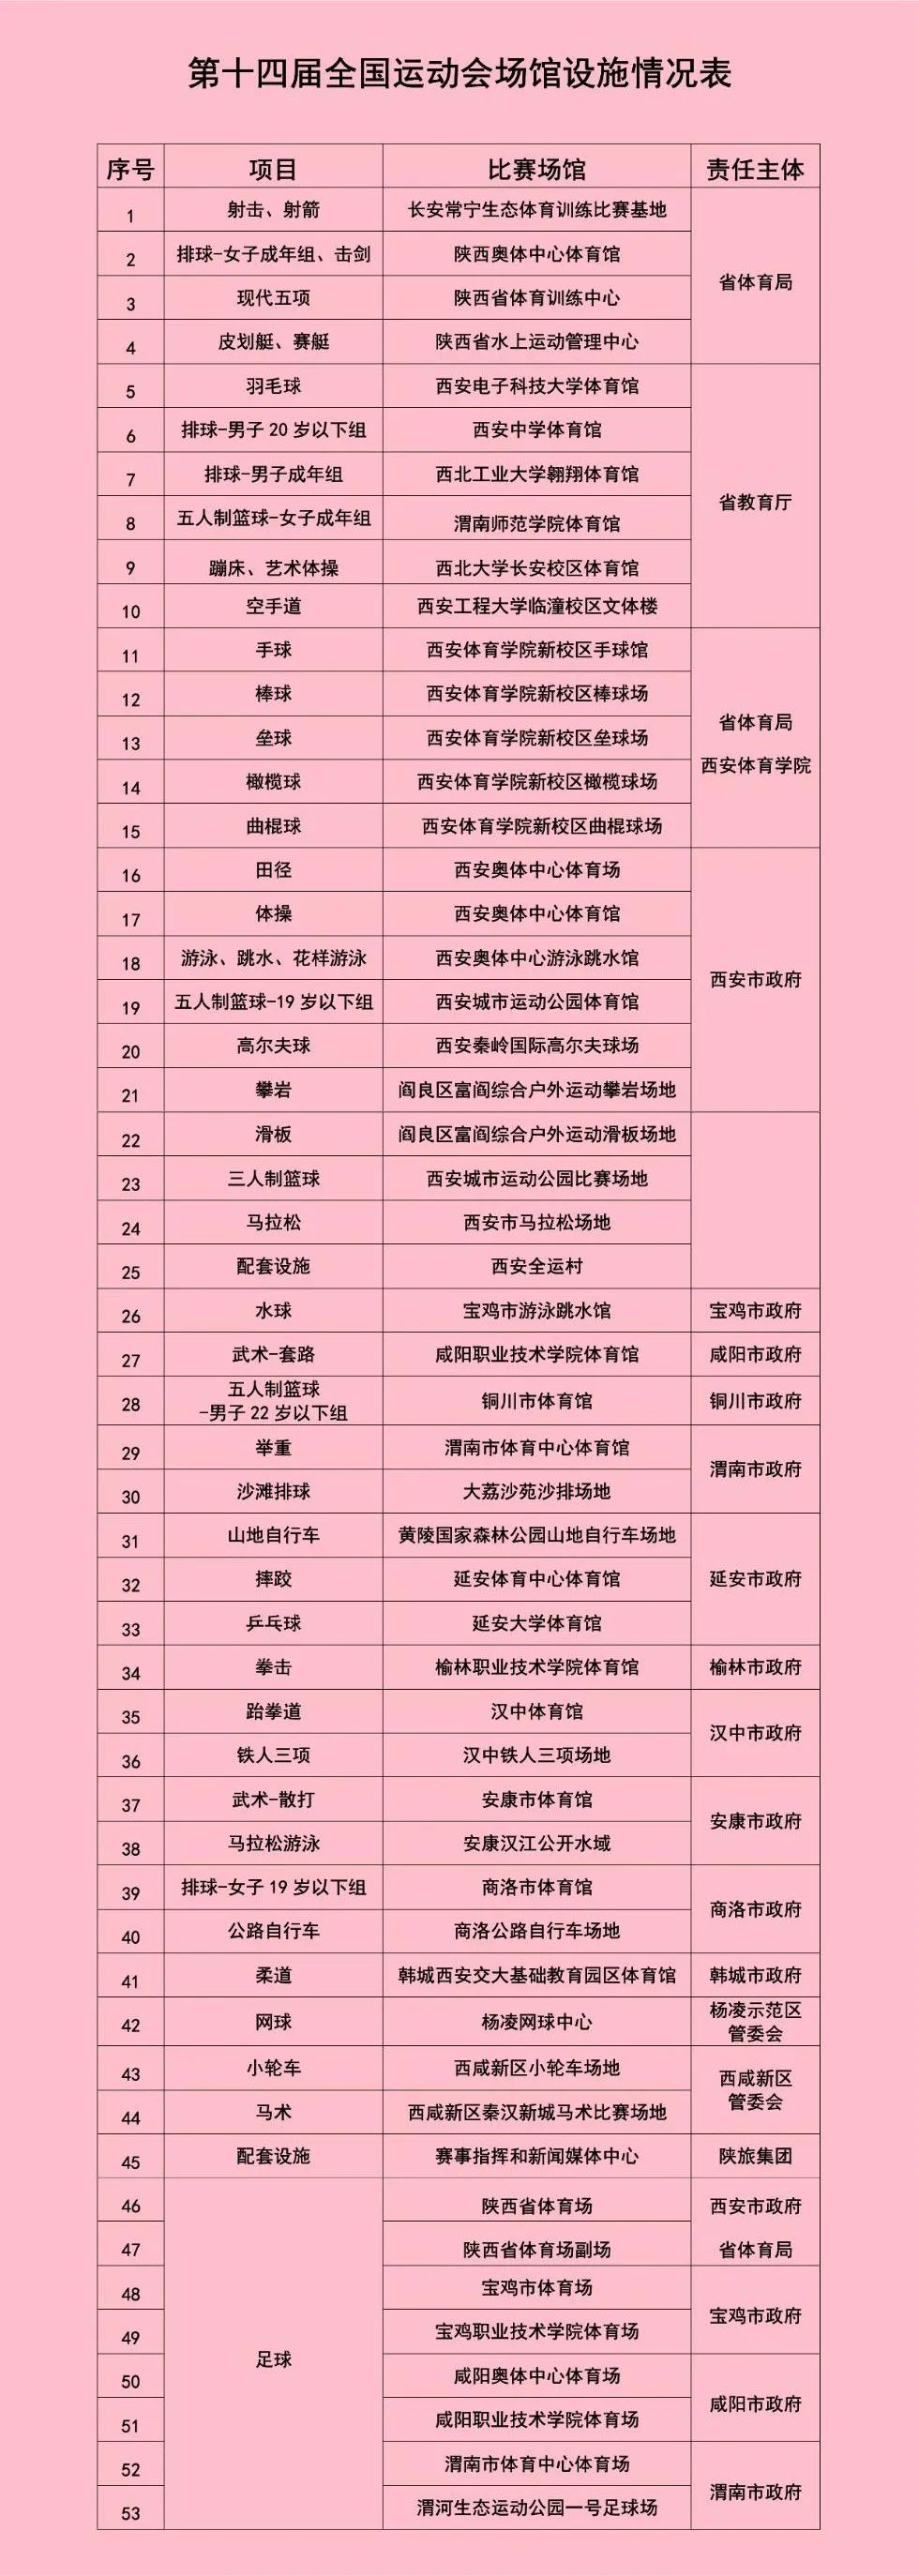 第十四届全国运动会场馆设施情况表
序号 项目 比赛场馆 责任主体
1 射击、射箭 长安常宁生态体育训练比赛基地
2 排球-女子成年组、击剑 陕西奥体中心体育馆
省体育局
3 现代五项 陕西省体育训练中心
4 皮划艇、赛艇 陕西省水上运动管理中心
5 羽毛球 西安电子科技大学体育馆
6 排球-男子 20 岁以下组 西安中学体育馆
7 排球-男子成年组 西北工业大学翱翔体育馆
省教育厅
8 五人制篮球-女子成年组 渭南师范学院体育馆
9 蹦床、艺术体操 西北大学长安校区体育馆
10 空手道 西安工程大学临潼校区文体楼
11 手球 西安体育学院新校区手球馆
12 棒球 西安体育学院新校区棒球场
省体育局
13 垒球 西安体育学院新校区垒球场
西安体育学院
14 橄榄球 西安体育学院新校区橄榄球场
15 曲棍球 西安体育学院新校区曲棍球场
16 田径 西安奥体中心体育场
17 体操 西安奥体中心体育馆
18 游泳、跳水、花样游泳 西安奥体中心游泳跳水馆
西安市政府
19 五人制篮球-19 岁以下组 西安城市运动公园体育馆
20 高尔夫球 西安秦岭国际高尔夫球场
21 攀岩 阎良区富阎综合户外运动攀岩场地
22 滑板 阎良区富阎综合户外运动滑板场地
23 三人制篮球 西安城市运动公园比赛场地
24 马拉松 西安市马拉松场地
25 配套设施 西安全运村
26 水球 宝鸡市游泳跳水馆 宝鸡市政府
27 武术-套路 咸阳职业技术学院体育馆 咸阳市政府
28 五人制篮球
-男子 22 岁以下组 铜川市体育馆 铜川市政府
29 举重 渭南市体育中心体育馆
渭南市政府
30 沙滩排球 大荔沙苑沙排场地
31 山地自行车 黄陵国家森林公园山地自行车场地
32 摔跤 延安体育中心体育馆 延安市政府
33 乒乓球 延安大学体育馆
34 拳击 榆林职业技术学院体育馆 榆林市政府
35 跆拳道 汉中体育馆
汉中市政府
36 铁人三项 汉中铁人三项场地
37 武术-散打 安康市体育馆
安康市政府
38 马拉松游泳 安康汉江公开水域
39 排球-女子 19 岁以下组 商洛市体育馆
商洛市政府
40 公路自行车 商洛公路自行车场地
41 柔道 韩城西安交大基础教育园区体育馆 韩城市政府
42 网球 杨凌网球中心 杨凌示范区
管委会
43 小轮车 西咸新区小轮车场地
西咸新区
管委会
44 马术 西咸新区秦汉新城马术比赛场地
45 配套设施 赛事指挥和新闻媒体中心 陕旅集团
46 陕西省体育场 西安市政府
47 陕西省体育场副场 省体育局
48 宝鸡市体育场
宝鸡市政府
49 宝鸡职业技术学院体育场
足球
50 咸阳奥体中心体育场
咸阳市政府
51 咸阳职业技术学院体育场
52 渭南市体育中心体育场
渭南市政府
53 渭河生态运动公园一号足球场